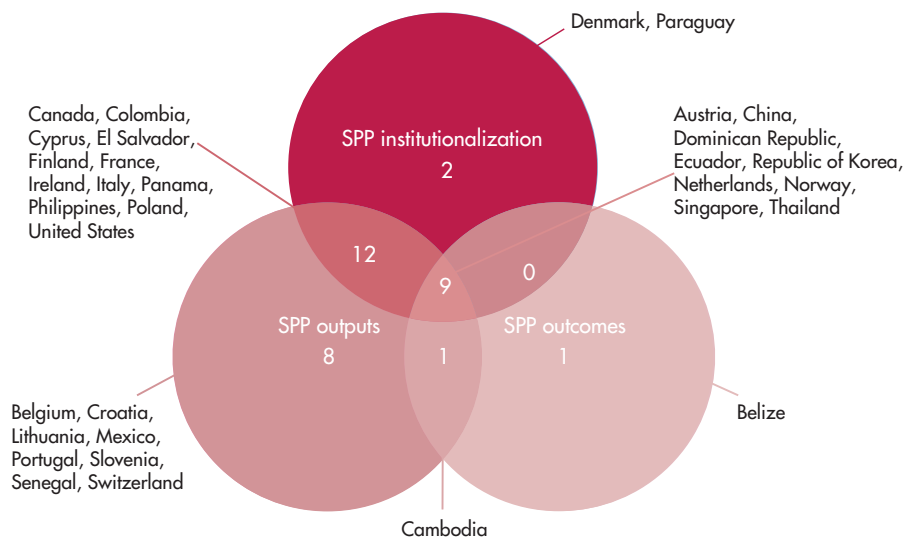 Denmark, Paraguay
Canada, Colombia,
Cyprus, El Salvador,
Finland, France,
Ireland, Italy, Panama,
Philippines, Poland,
United States
Austria, China,
Dominican Republic,
Ecuador, Republic of Korea,
Netherlands, Norway,
Singapore, Thailand
SPP institutionalization
2
12
9
0
SPP outputs
8
1
SPP outcomes
1
Belgium, Croatia,
Lithuania, Mexico,
Portugal, Slovenia,
Senegal, Switzerland
Belize
Cambodia